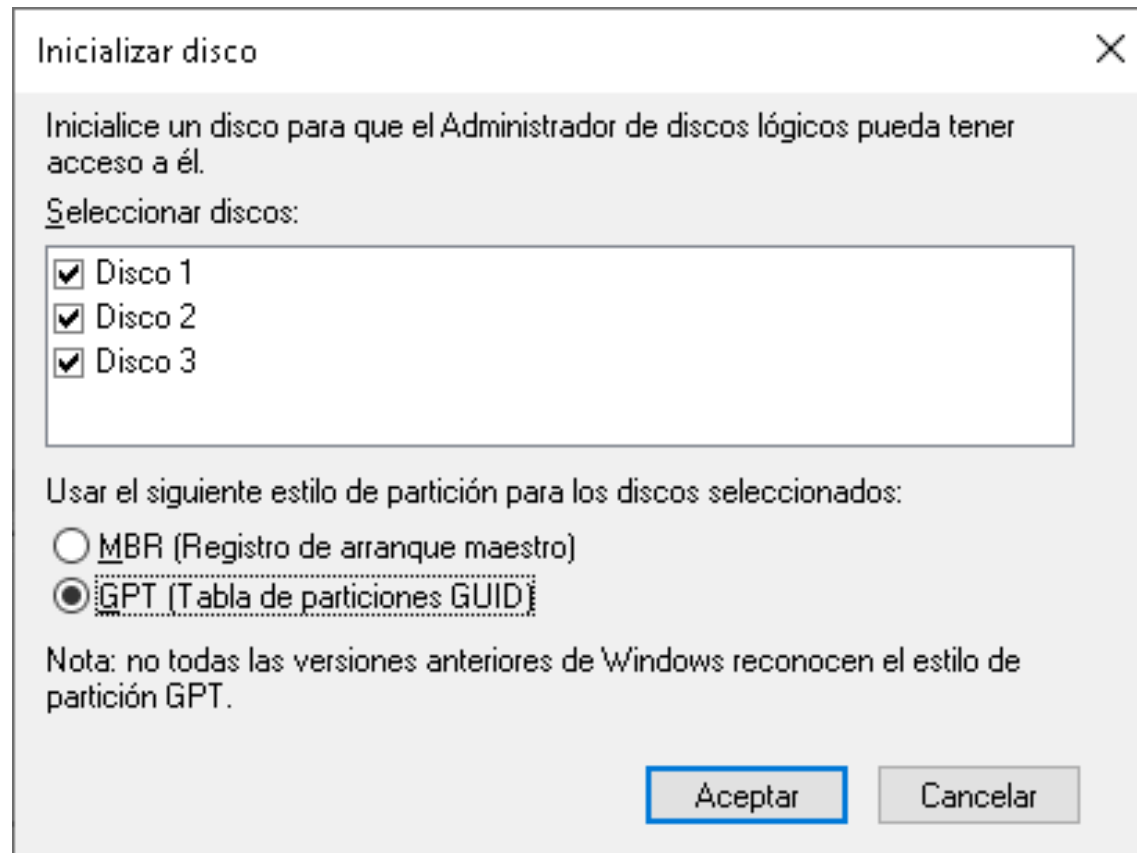 Inicializar disco
Inicialice un disco para que el Administrador de discos lógicos pueda tener
acceso a él.
Seleccionar discos:
Disco 1
Disco 2
Disco 3
Usar el siguiente estilo de partición para los discos seleccionados:
MBR (Registro de arranque maestro)
GPT (Tabla de particiones GUID)
Nota: no todas las versiones anteriores de Windows reconocen el estilo de
partición GPT.
Aceptar Cancelar